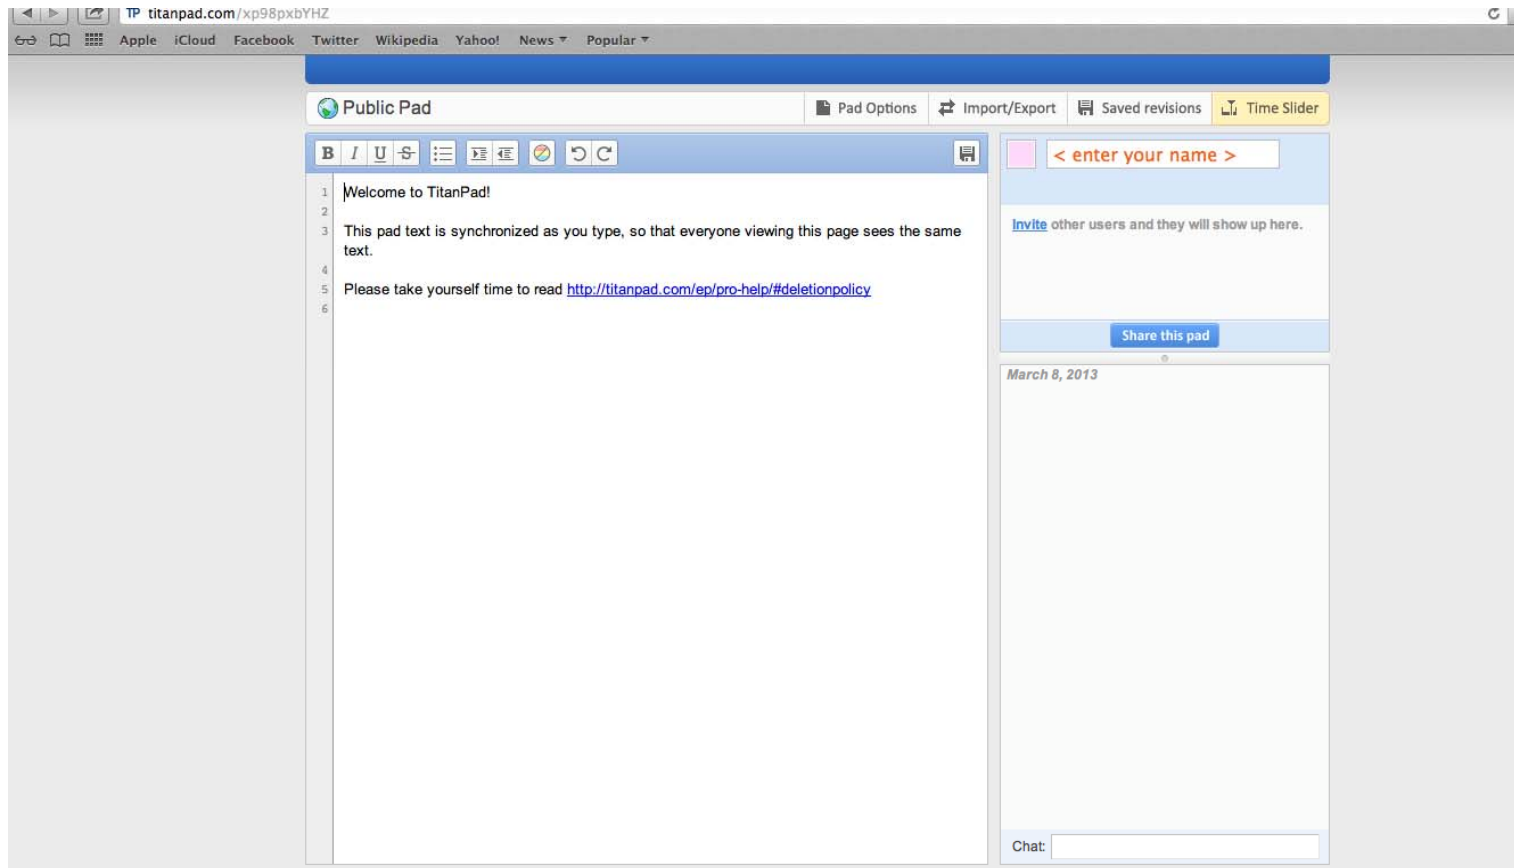 TP titanpad.com/xp98pxbYHZ
Apple iCloud Facebook Twitter Wikipedia Yahoo! News Popular
Public Pad
Pad Options Import/Export Saved revisions Time Slider
B I U S
< enter your name >
1 Welcome to TitanPad!
2
3 This pad text is synchronized as you type, so that everyone viewing this page sees the same
text.
4
5 Please take yourself time to read http://titanpad.com/ep/pro-help/#deletionpolicy
6
Invite other users and they will show up here.
Share this pad
March 8, 2013
Chat: